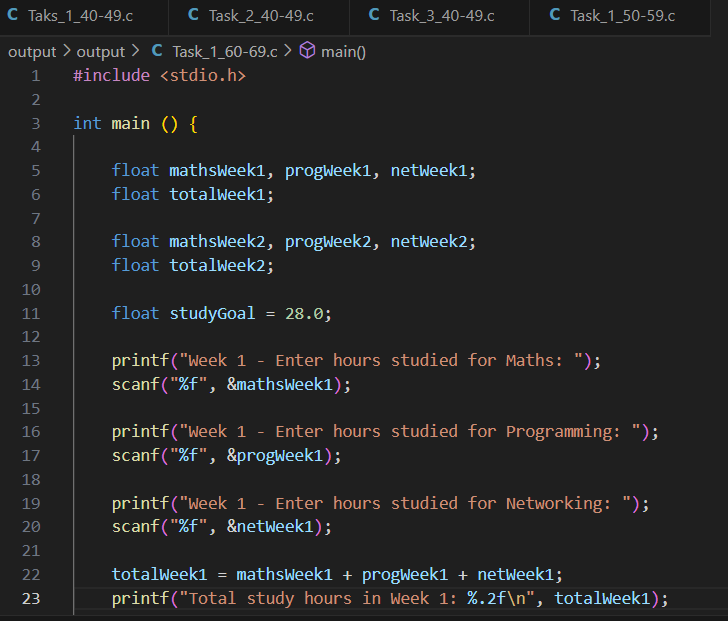 Taks_1_40-49.c Task_2_40-49.c Task_3_40-49.c Task_1_50-59.c
output > output > C Task_1_60-69.c > main()
1 #include <stdio.h>
2
3 int main () {
4
5 float mathsWeek1, progWeek1, netWeek1;
6 float totalWeek1;
7
8 float mathsWeek2, progWeek2, netWeek2;
9 float totalWeek2;
10
11 float studyGoal = 28.0;
12
13 printf("Week 1 - Enter hours studied for Maths: ");
14 scanf("%f", &mathsWeek1);
15
16 printf("Week 1 - Enter hours studied for Programming: ");
17 scanf("%f", &progWeek1);
18
19 printf("Week 1 - Enter hours studied for Networking: ");
20 scanf("%f", &netWeek1);
21
22 totalWeek1 = mathsWeek1 + progWeek1 + netWeek1;
23 printf("Total study hours in Week 1: %.2f\n", totalWeek1);